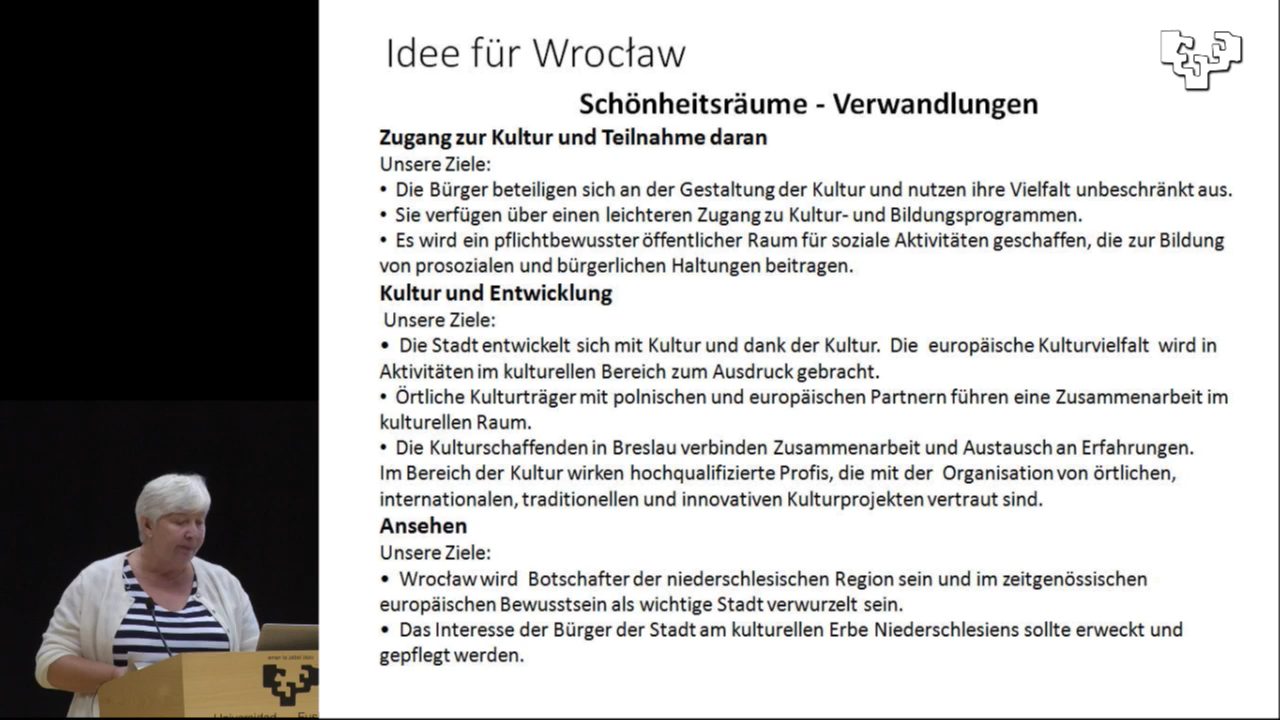 Idee für Wrocław
Schönheitsräume - Verwandlungen
Zugang zur Kultur und Teilnahme daran
Unsere Ziele:
• Die Bürger beteiligen sich an der Gestaltung der Kultur und nutzen ihre Vielfalt unbeschränkt aus.
• Sie verfügen über einen leichteren Zugang zu Kultur- und Bildungsprogrammen.
• Es wird ein pflichtbewusster öffentlicher Raum für soziale Aktivitäten geschaffen, die zur Bildung
von prosozialen und bürgerlichen Haltungen beitragen.
Kultur und Entwicklung
Unsere Ziele:
• Die Stadt entwickelt sich mit Kultur und dank der Kultur. Die europäische Kulturvielfalt wird in
Aktivitäten im kulturellen Bereich zum Ausdruck gebracht.
• Örtliche Kulturträger mit polnischen und europäischen Partnern führen eine Zusammenarbeit im
kulturellen Raum.
• Die Kulturschaffenden in Breslau verbinden Zusammenarbeit und Austausch an Erfahrungen.
Im Bereich der Kultur wirken hochqualifizierte Profis, die mit der Organisation von örtlichen,
internationalen, traditionellen und innovativen Kulturprojekten vertraut sind.
Ansehen
Unsere Ziele:
• Wrocław wird Botschafter der niederschlesischen Region sein und im zeitgenössischen
europäischen Bewusstsein als wichtige Stadt verwurzelt sein.
• Das Interesse der Bürger der Stadt am kulturellen Erbe Niederschlesiens sollte erweckt und
gepflegt werden.